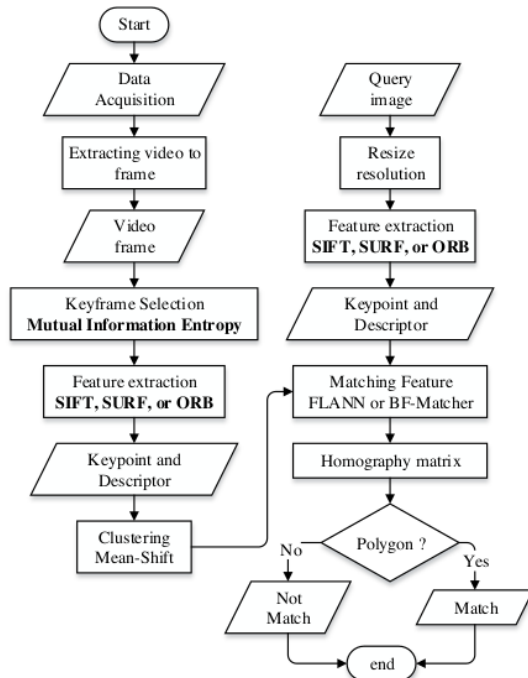 Start
Data
Acquisition
Extracting video to
frame
Video
frame
Keyframe Selection
Mutual Information Entropy
Feature extraction
SIFT, SURF, or ORB
Keypoint and
Descriptor
Clustering
Mean-Shift
Query
image
Resize
resolution
Feature extraction
SIFT, SURF, or ORB
Keypoint and
Descriptor
Matching Feature
FLANN or BF-Matcher
Homography matrix
Polygon ?
No
Yes
Not
Match
Match
end